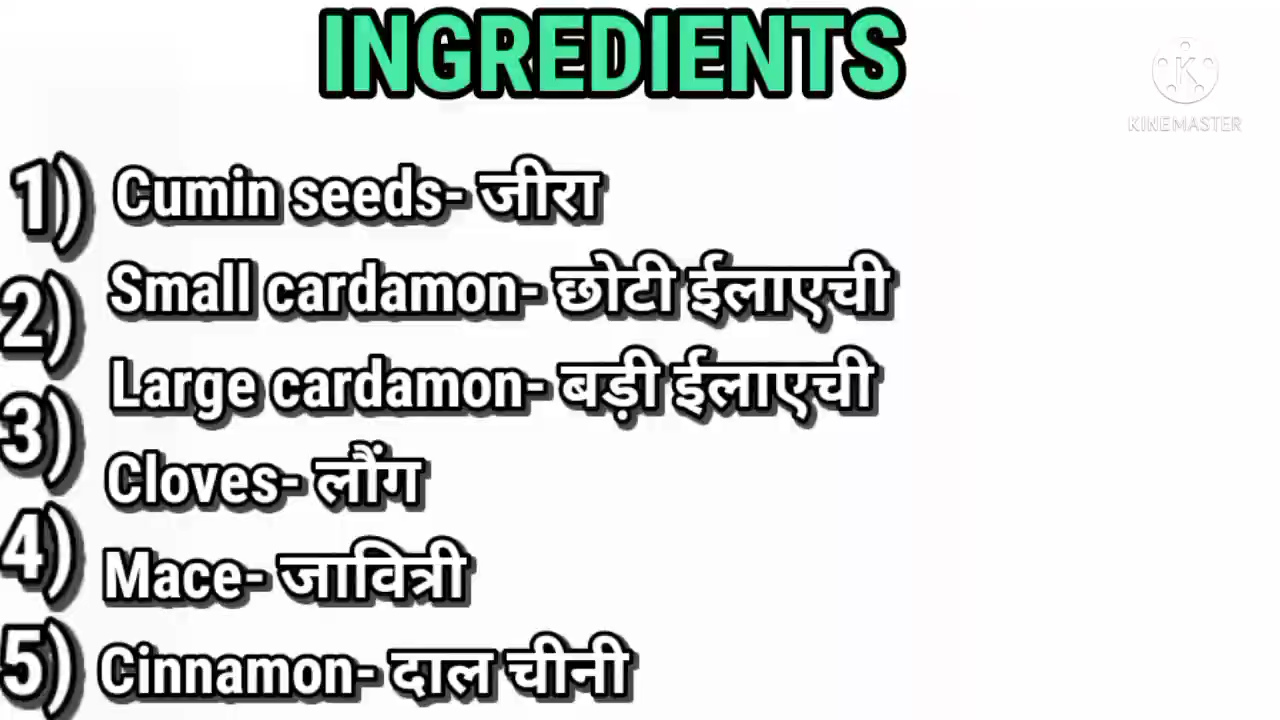 INGREDIENTS
KINEMASTER
1) Cumin seeds- जीरा
2) Small cardamon- छोटी ईलाएची
Large cardamon- बड़ी ईलाएची
3)
Cloves- लौंग
4)
Mace- जावित्री
5) Cinnamon- दाल चीनी